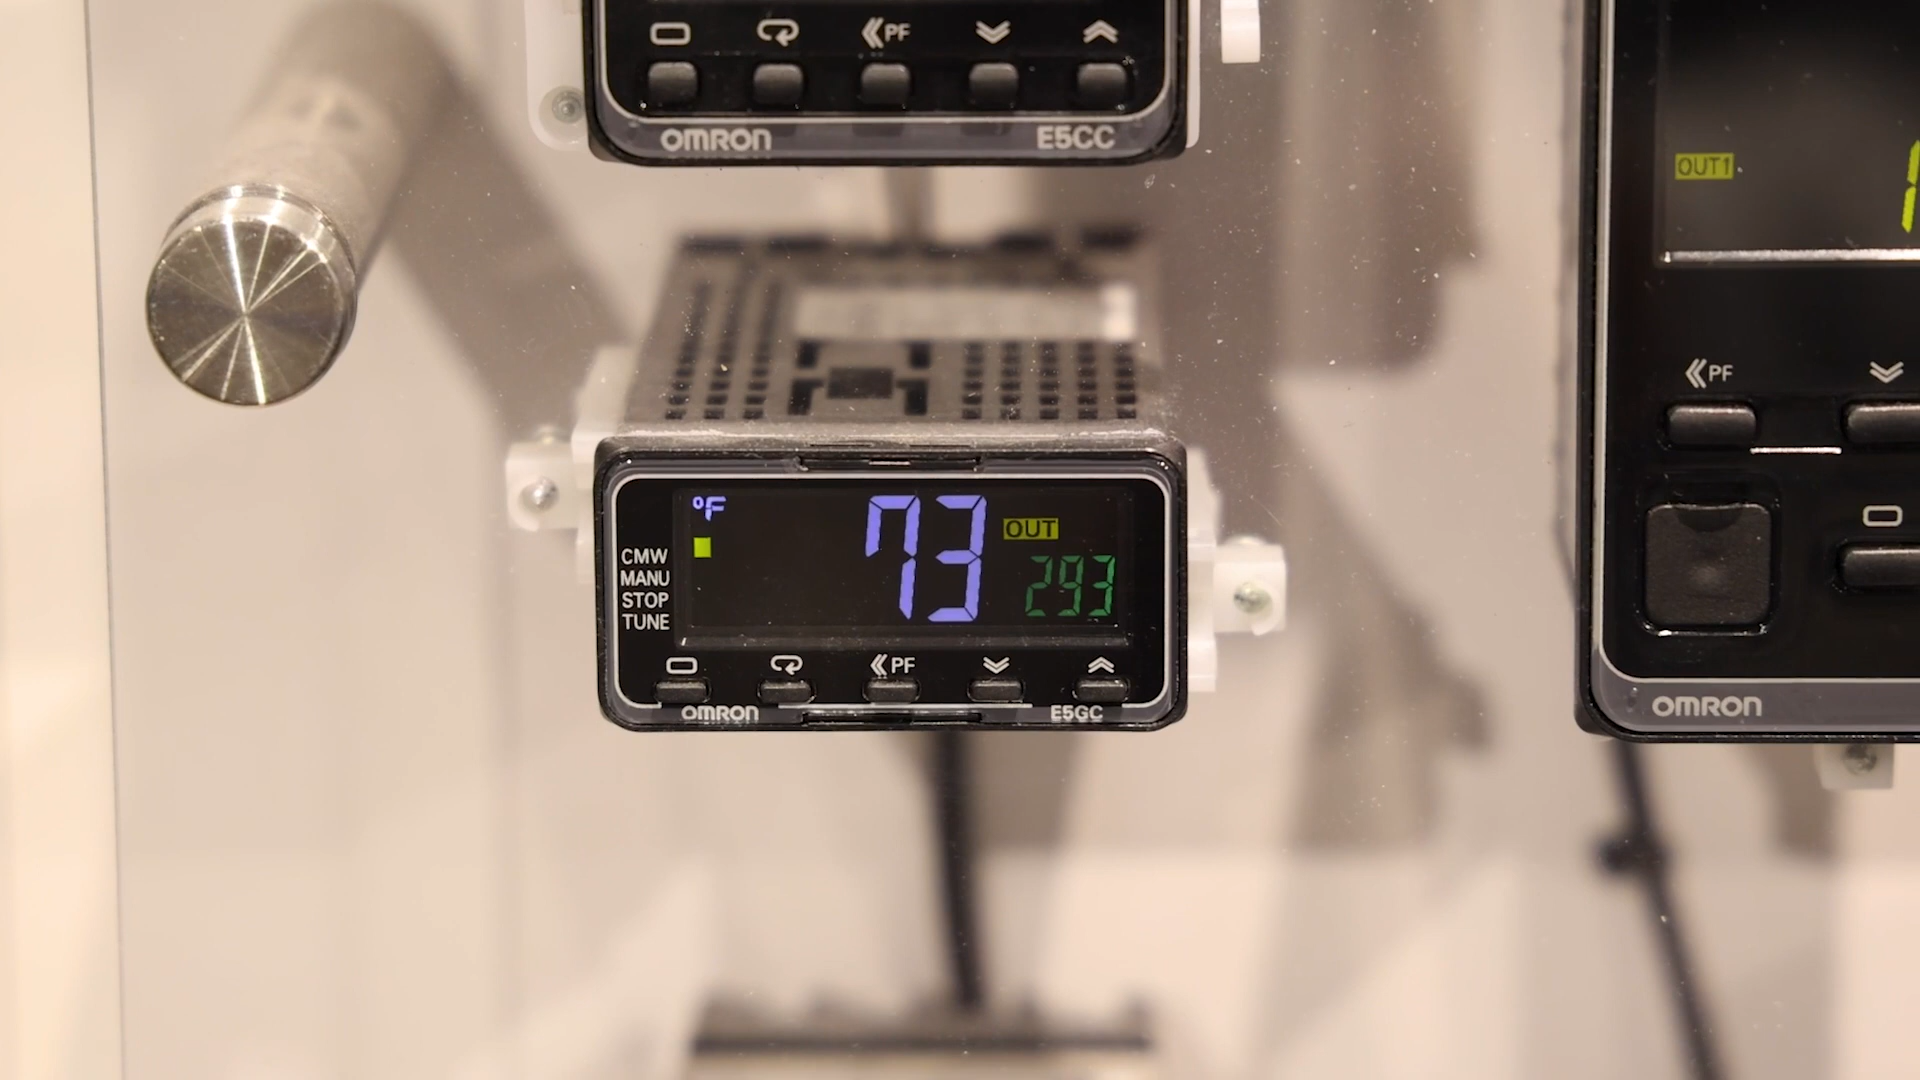 PF
OMRON E5CC
OUT1
PF
°F 73 OUT
293
CMW
MANU
STOP
TUNE
PF
OMRON E5GC
OMRON